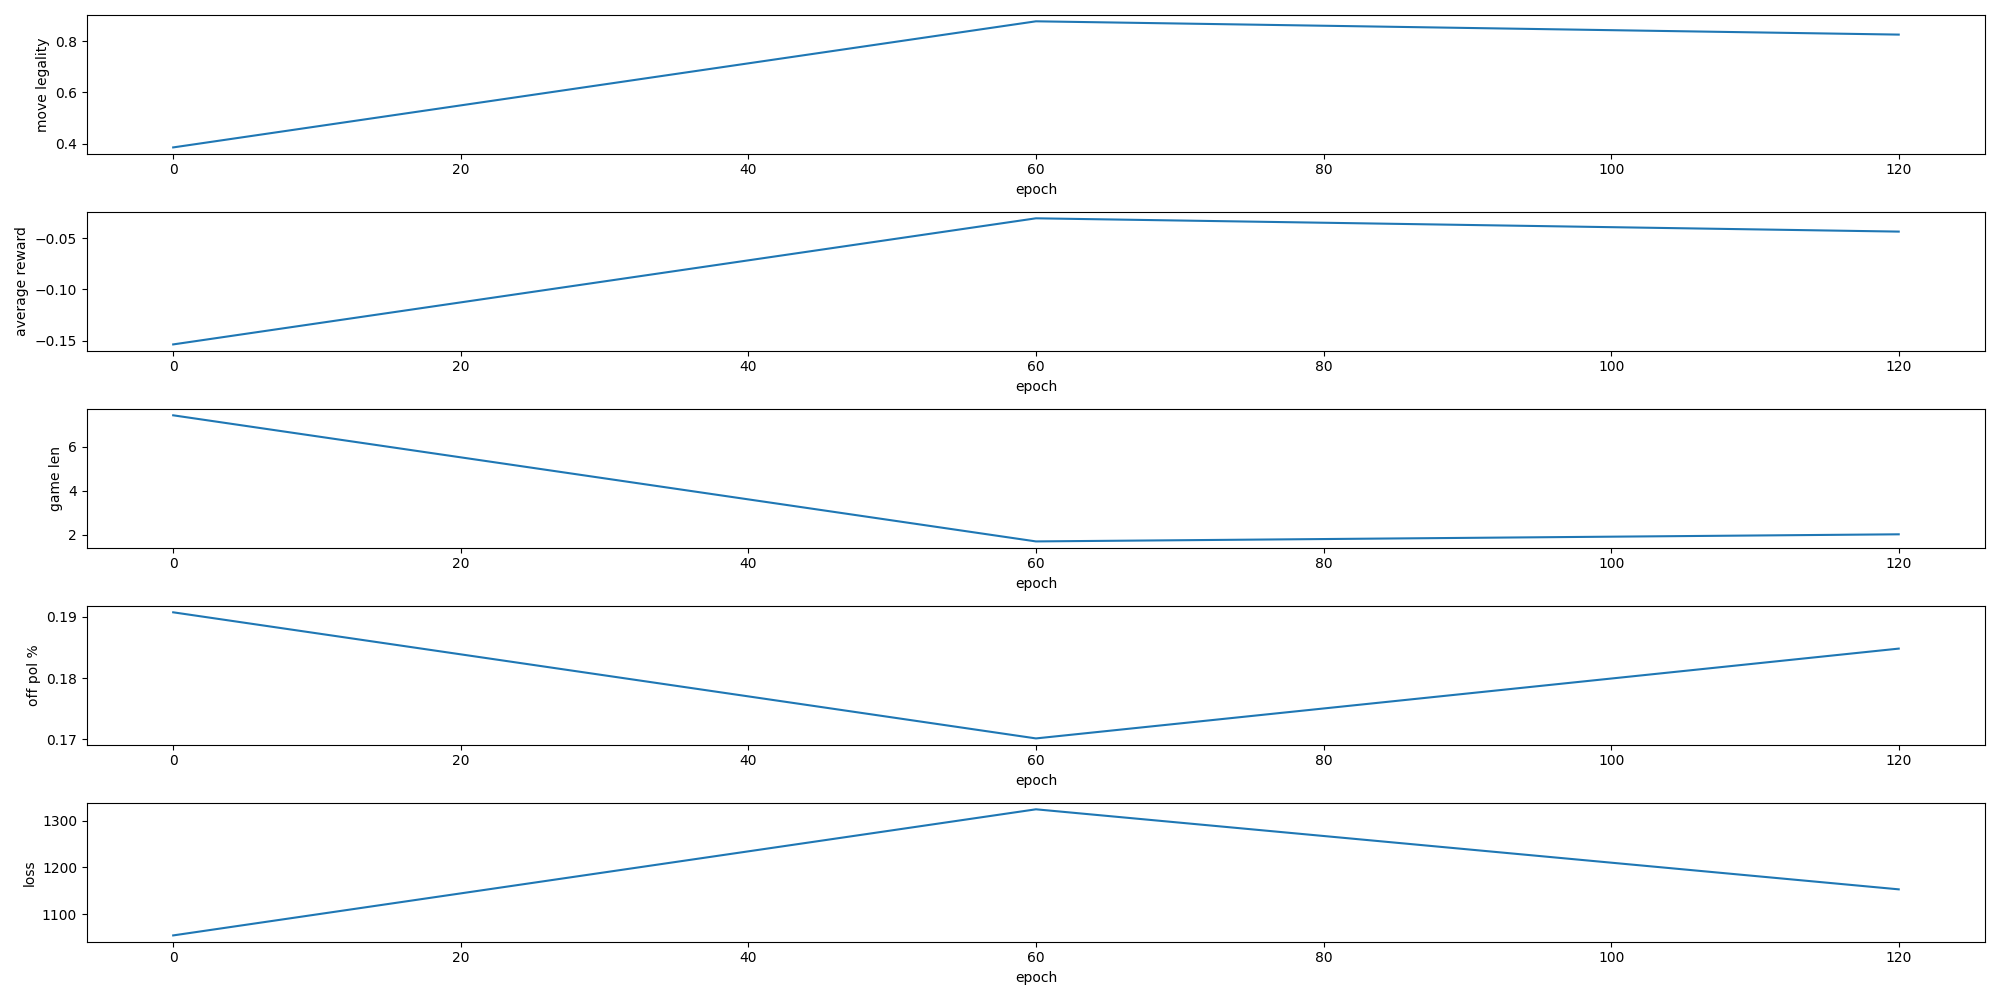 move legality
0.8
0.6
0.4
0 20 40 60 80 100 120
epoch
average reward
−0.05
−0.10
−0.15
0 20 40 60 80 100 120
epoch
game len
6
4
2
0 20 40 60 80 100 120
epoch
off pol %
0.19
0.18
0.17
0 20 40 60 80 100 120
epoch
loss
1300
1200
1100
0 20 40 60 80 100 120
epoch